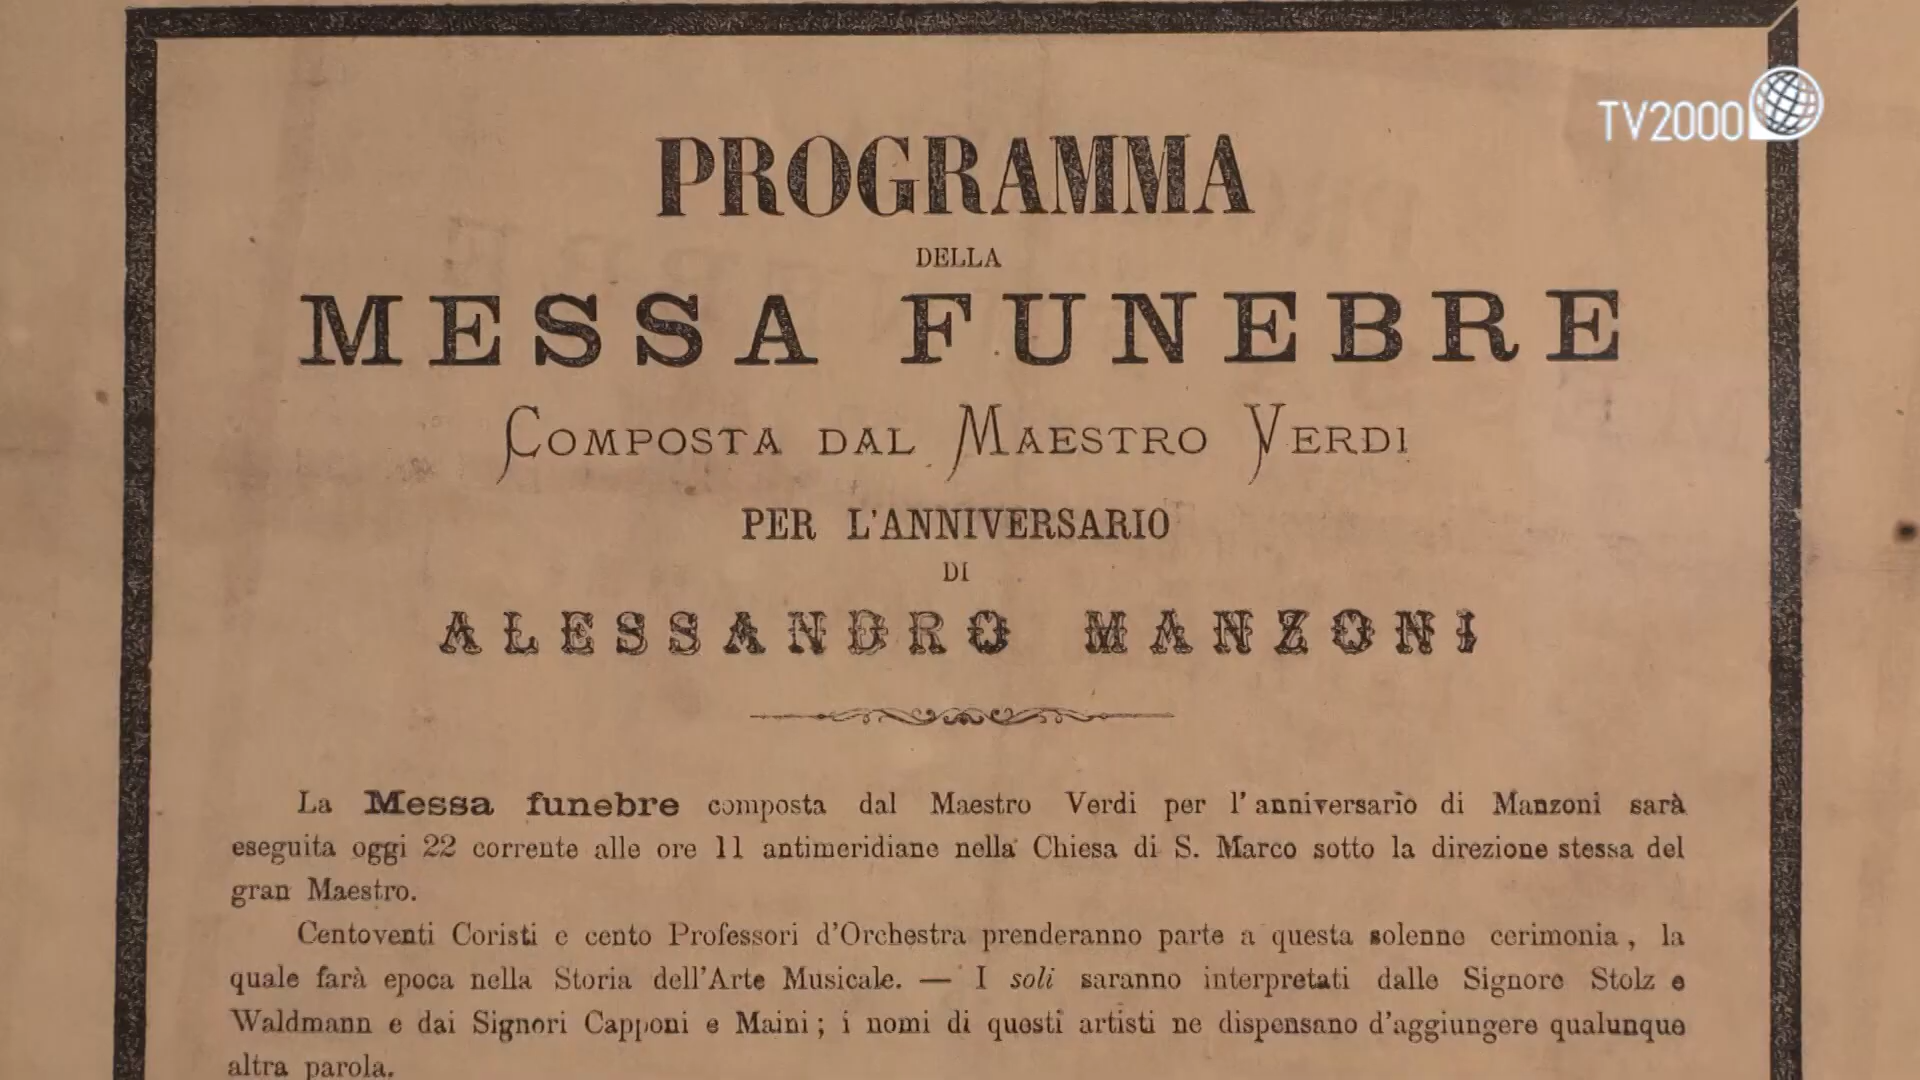 TV2000
PROGRAMMA
DELLA
MESSA FUNEBRE
COMPOSTA DAL MAESTRO VERDI
PER L'ANNIVERSARIO
DI
ALESSANDRO MANZONI
La Messa funebre composta dal Maestro Verdi per l'anniversario di Manzoni sarà
eseguita oggi 22 corrente alle ore 11 antimeridiane nella Chiesa di S. Marco sotto la direzione stessa del
gran Maestro.
Centoventi Coristi e cento Professori d'Orchestra prenderanno parte a questa solenne cerimonia, la
quale farà epoca nella Storia dell'Arte Musicale. — I soli saranno interpretati dalle Signore Stolz e
Waldmann e dai Signori Capponi e Maini; i nomi di questi artisti ne dispensano d'aggiungere qualunque
altra parola.